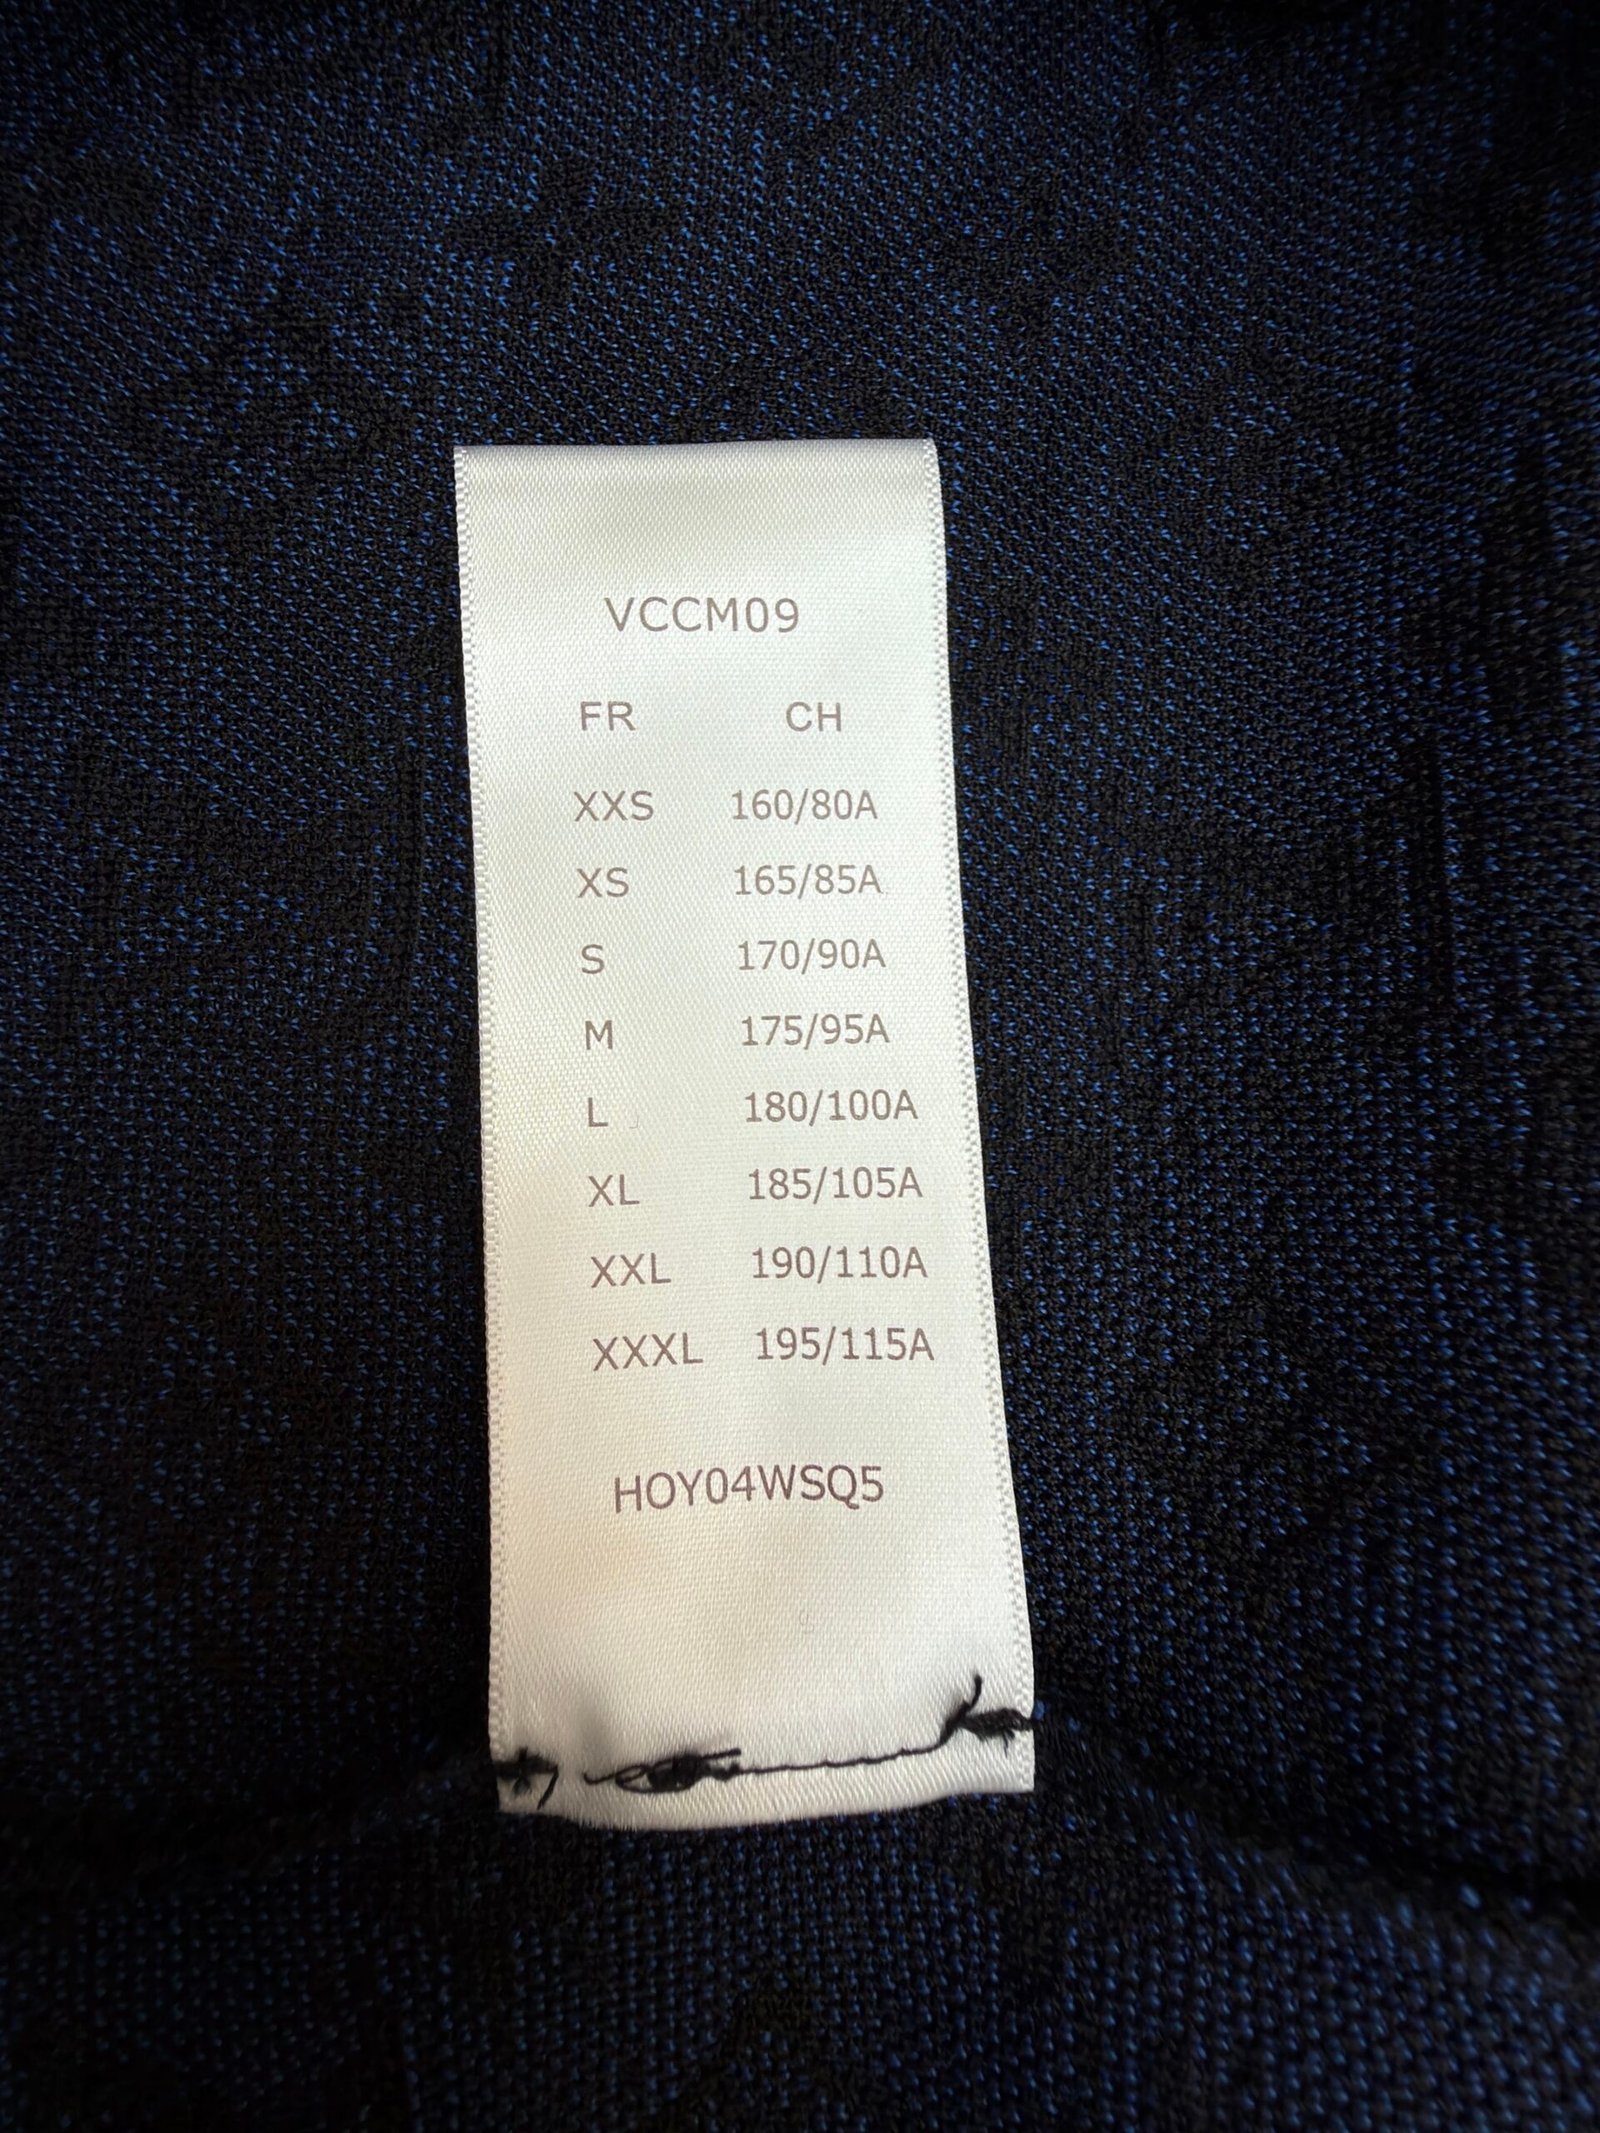 VCCM09
FR CH
XXS 160/80A
XS 165/85A
S 170/90A
M 175/95A
L 180/100A
XL 185/105A
XXL 190/110A
XXXL 195/115A
HOY04WSQ5